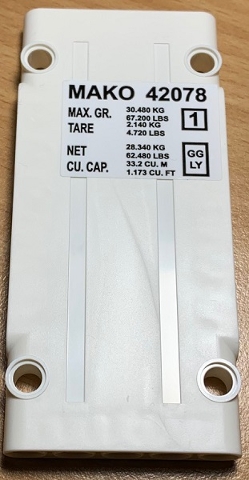 MAKO 42078
MAX. GR. 30.480 KG
67.200 LBS
TARE 2.140 KG
4.720 LBS
1
NET 28.340 KG
62.480 LBS
CU. CAP. 33.2 CU. M
1.173 CU. FT
GG
LY